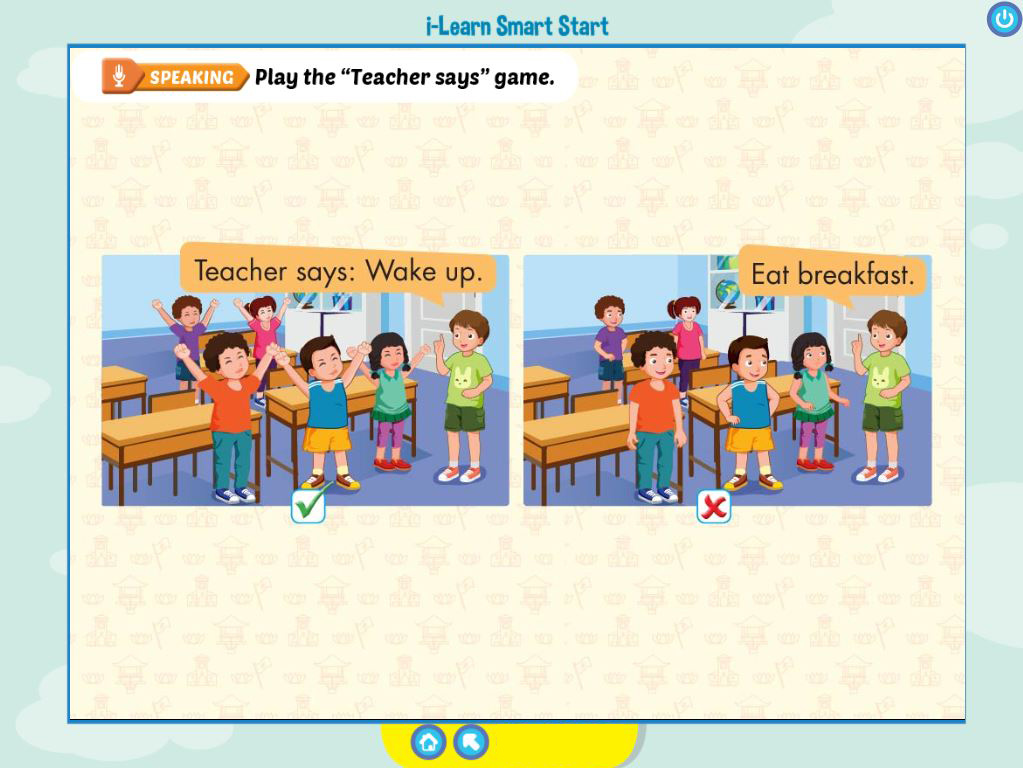 i-Learn Smart Start
SPEAKING Play the “Teacher says” game.
Teacher says: Wake up.
Eat breakfast.